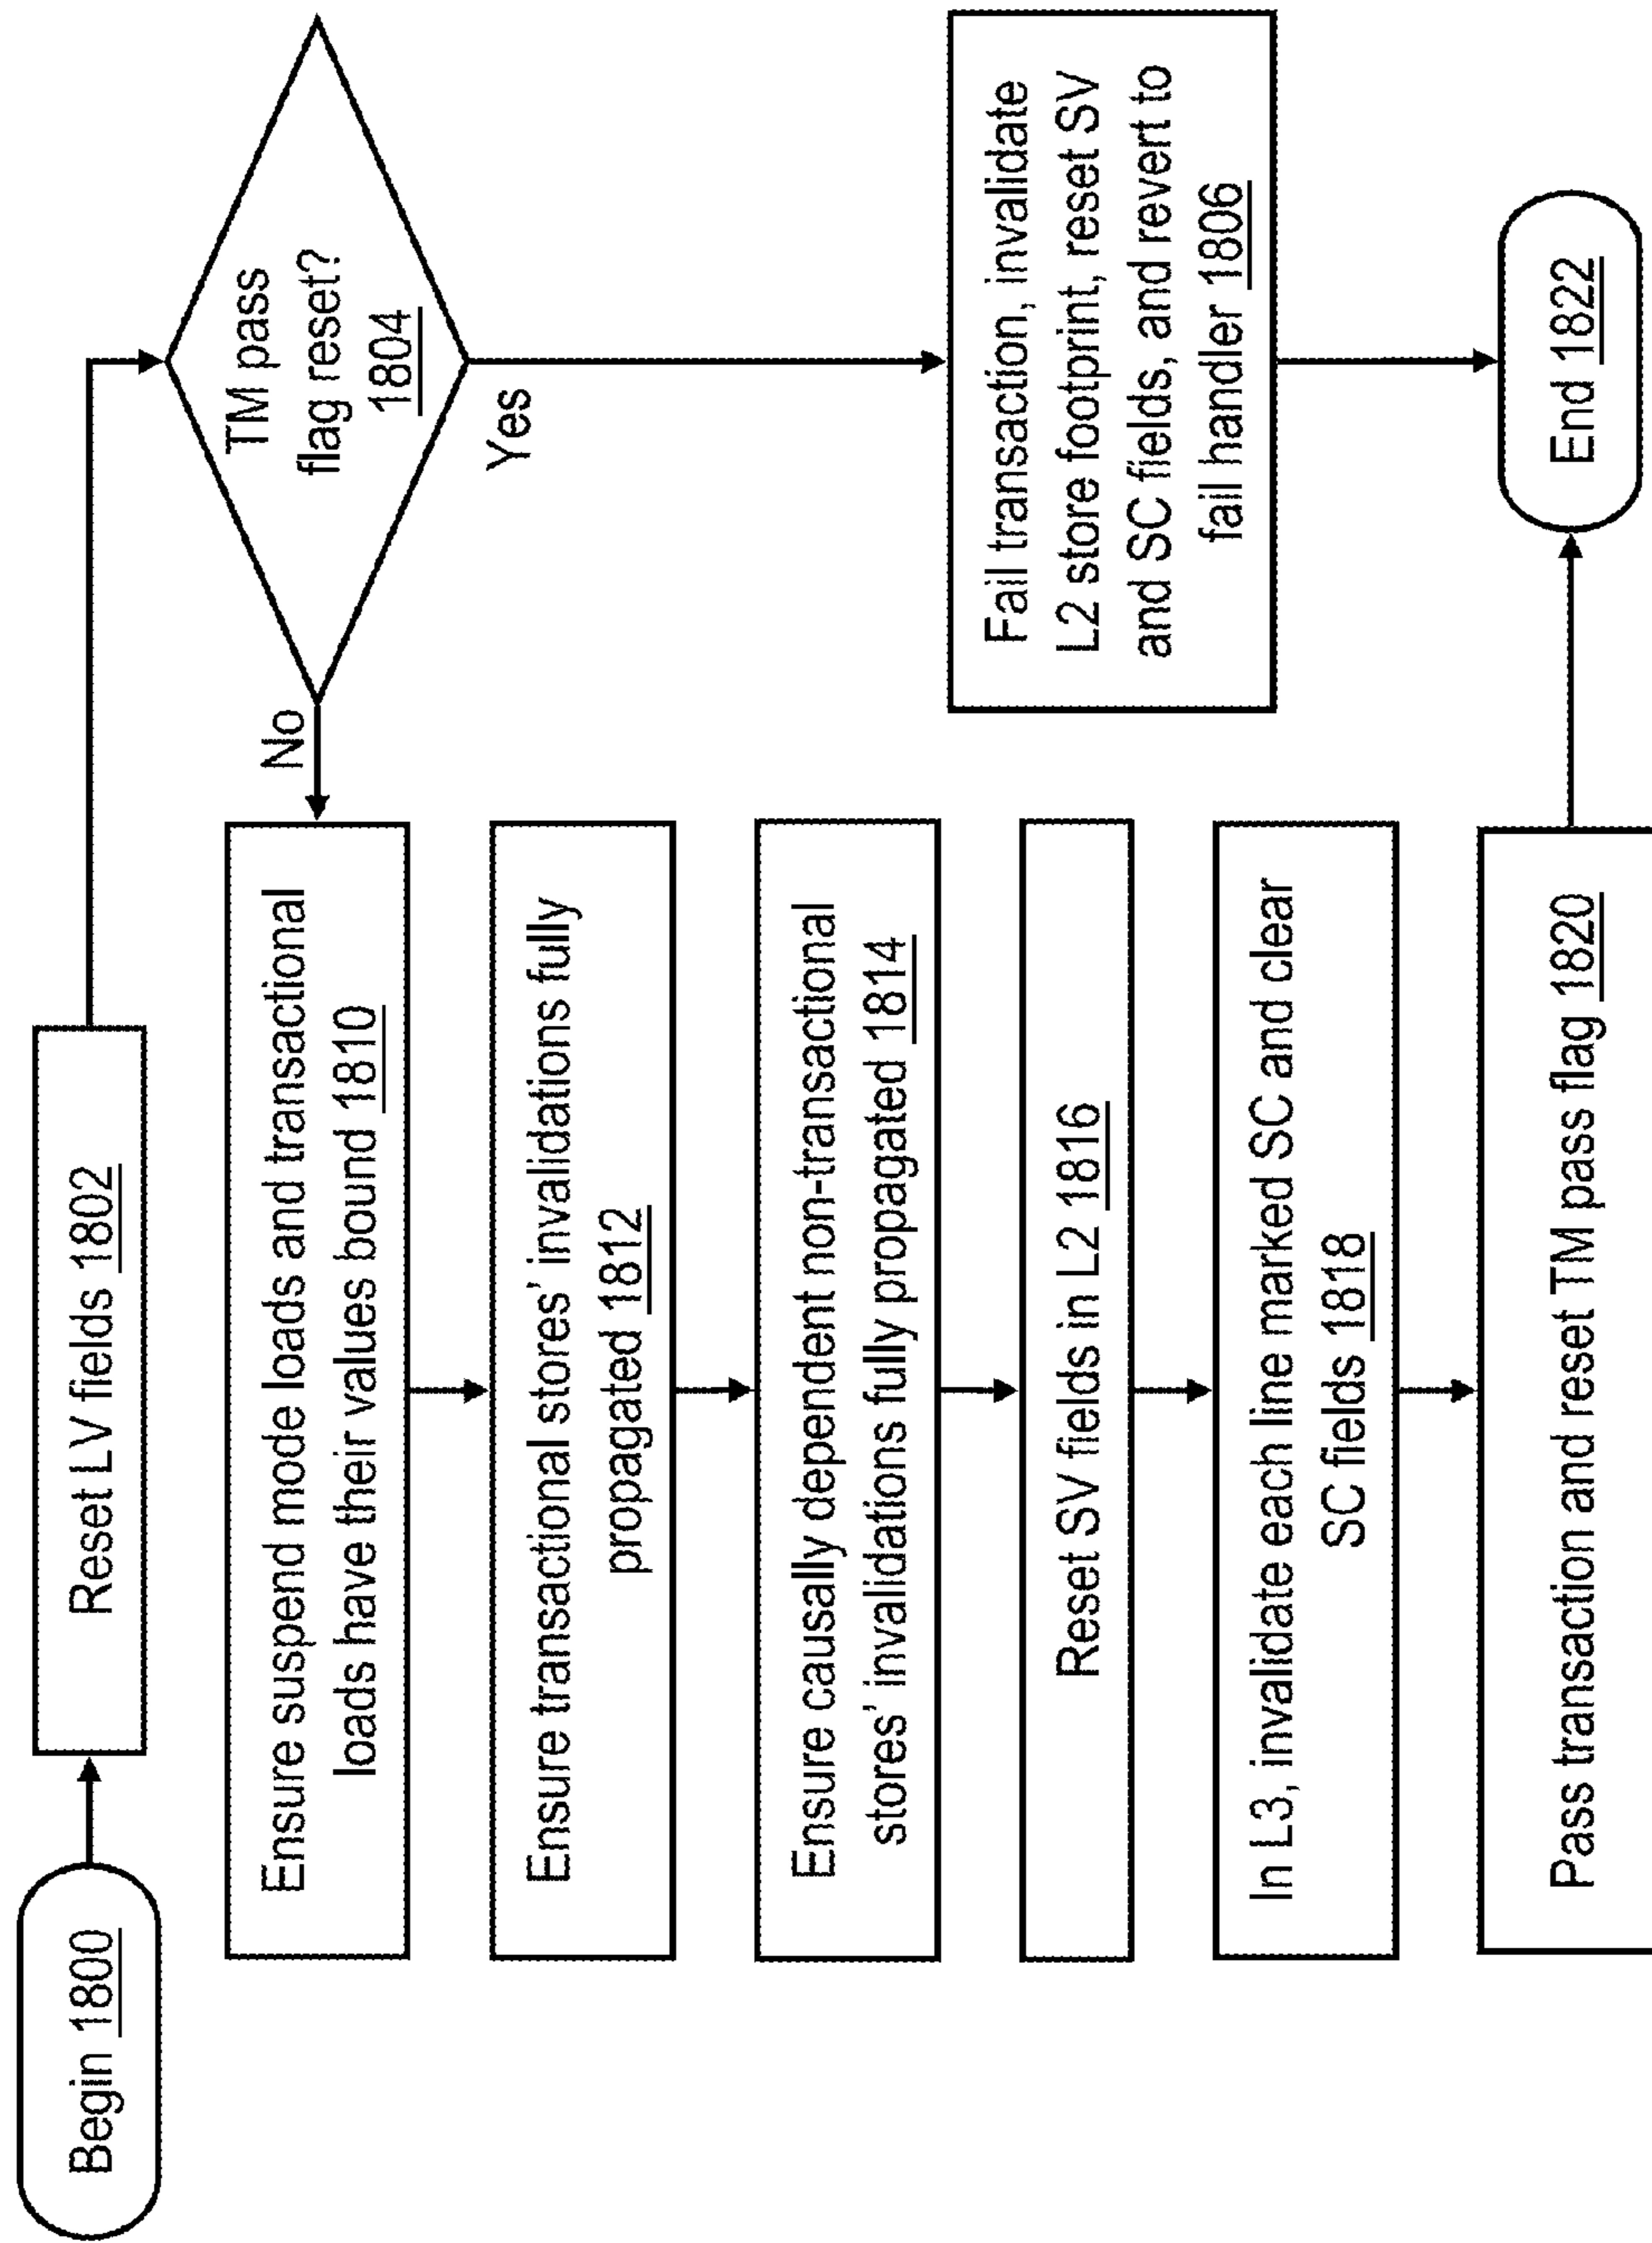 Begin 1800
Reset LV fields 1802
TM pass
flag reset?
1804
No
Yes
Ensure suspend mode loads and transactional
loads have their values bound 1810
Ensure transactional stores' invalidations fully
propagated 1812
Ensure causally dependent non-transactional
stores' invalidations fully propagated 1814
Reset SV fields in L2 1816
In L3, invalidate each line marked SC and clear
SC fields 1818
Pass transaction and reset TM pass flag 1820
Fail transaction, invalidate
L2 store footprint, reset SV
and SC fields, and revert to
fail handler 1806
End 1822